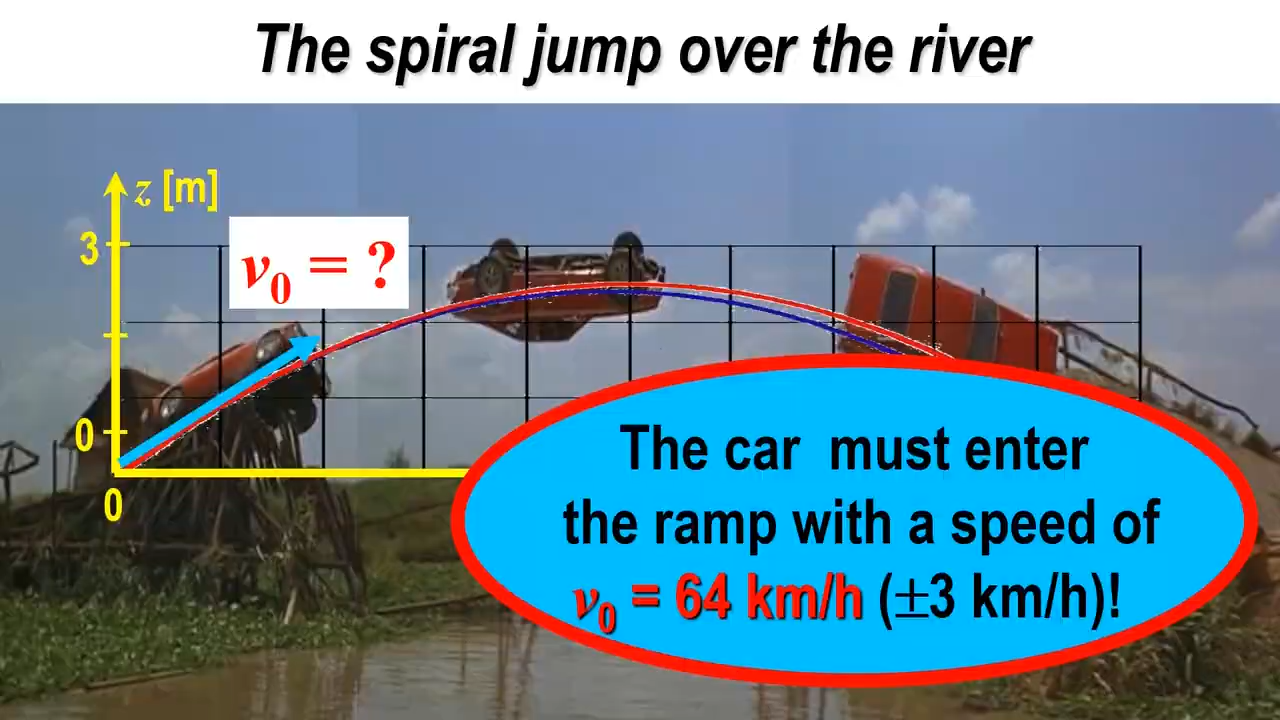 The spiral jump over the river
z [m]
3
v₀ = ?
0
0
The car must enter
the ramp with a speed of
v₀ = 64 km/h (±3 km/h)!